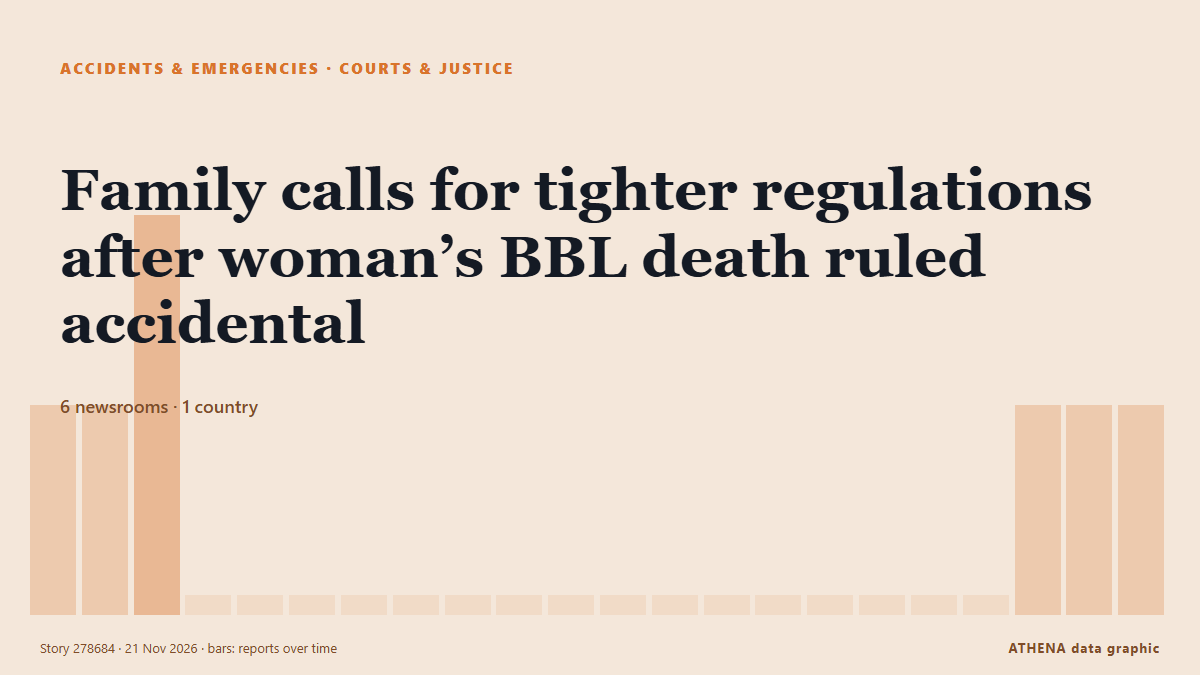 ACCIDENTS & EMERGENCIES · COURTS & JUSTICE
Family calls for tighter regulations
after woman’s BBL death ruled
accidental
6 newsrooms · 1 country
Story 278684 · 21 Nov 2026 · bars: reports over time
ATHENA data graphic